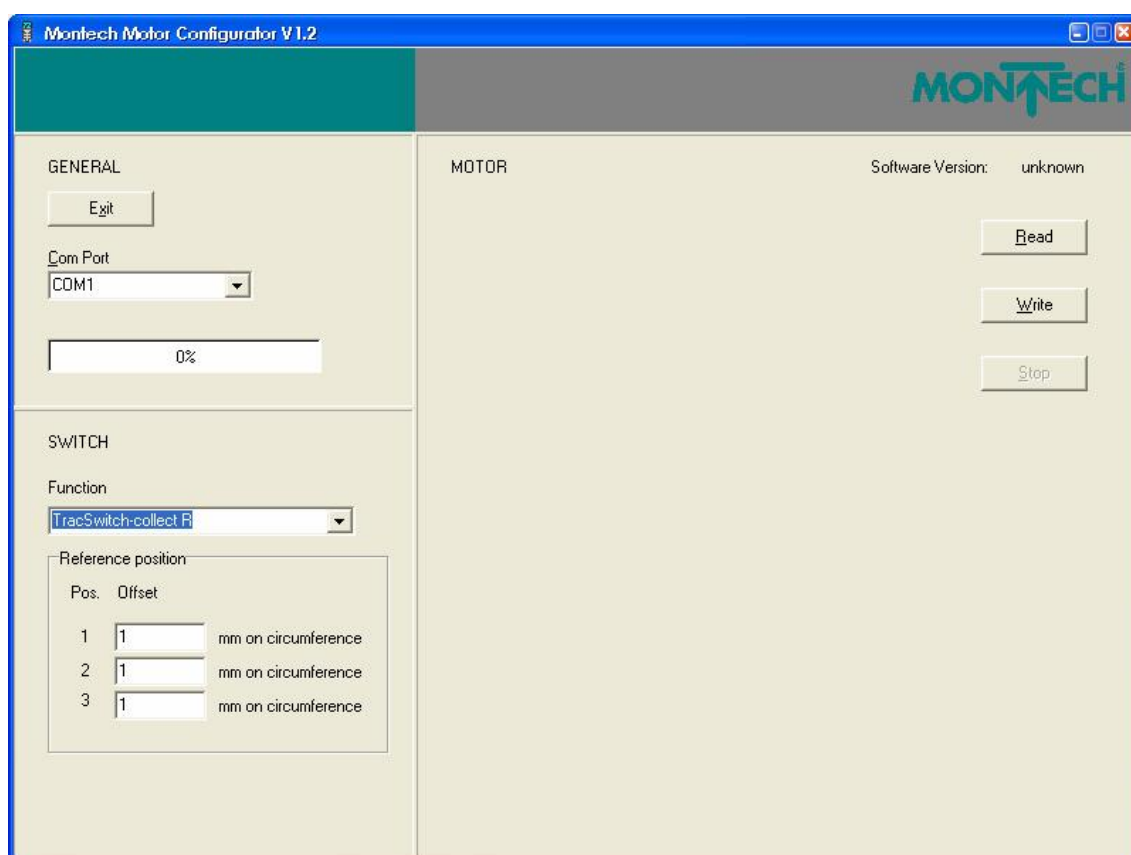 Montech Motor Configurator V1.2
MONTECH
GENERAL
Exit
Com Port
COM1
0%
SWITCH
Function
TracSwitch-collect R
Reference position
Pos. Offset
1 1 mm on circumference
2 1 mm on circumference
3 1 mm on circumference
MOTOR
Software Version: unknown
Read
Write
Stop